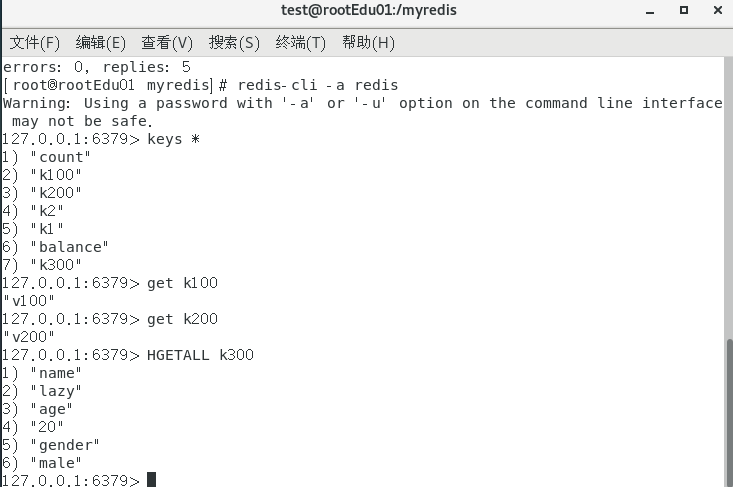 test@rootEdu01:/myredis
文件(F) 编辑(E) 查看(V) 搜索(S) 终端(T) 帮助(H)
errors: 0, replies: 5
[root@rootEdu01 myredis]# redis-cli -a redis
Warning: Using a password with '-a' or '-u' option on the command line interface
may not be safe.
127.0.0.1:6379> keys *
1) "count"
2) "k100"
3) "k200"
4) "k2"
5) "k1"
6) "balance"
7) "k300"
127.0.0.1:6379> get k100
"v100"
127.0.0.1:6379> get k200
"v200"
127.0.0.1:6379> HGETALL k300
1) "name"
2) "lazy"
3) "age"
4) "20"
5) "gender"
6) "male"
127.0.0.1:6379>